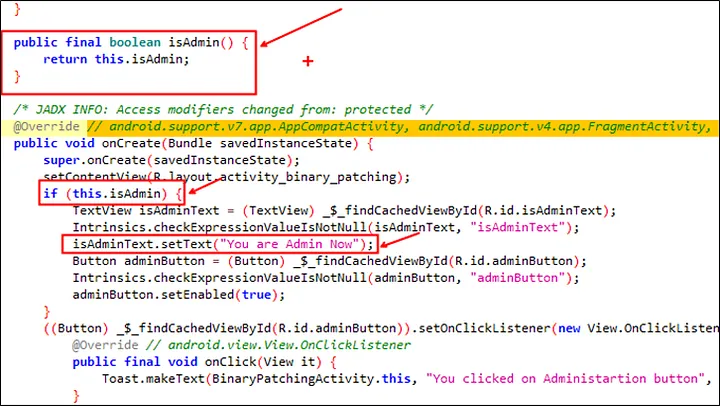 }
public final boolean isAdmin() {
return this.isAdmin;
}
+
/* JADX INFO: Access modifiers changed from: protected */
@Override // android.support.v7.app.AppCompatActivity, android.support.v4.app.FragmentActivity,
public void onCreate(Bundle savedInstanceState) {
super.onCreate(savedInstanceState);
setContentView(R.layout.activity_binary_patching);
if (this.isAdmin) {
TextView isAdminText = (TextView) _$_findCachedViewById(R.id.isAdminText);
Intrinsics.checkExpressionValueIsNotNull(isAdminText, "isAdminText");
isAdminText.setText("You are Admin Now");
Button adminButton = (Button) _$_findCachedViewById(R.id.adminButton);
Intrinsics.checkExpressionValueIsNotNull(adminButton, "adminButton");
adminButton.setEnabled(true);
}
((Button) _$_findCachedViewById(R.id.adminButton)).setOnClickListener(new View.OnClickListen
@Override // android.view.View.OnClickListener
public final void onClick(View it) {
Toast.makeText(BinaryPatchingActivity.this, "You clicked on Administartion button",
}